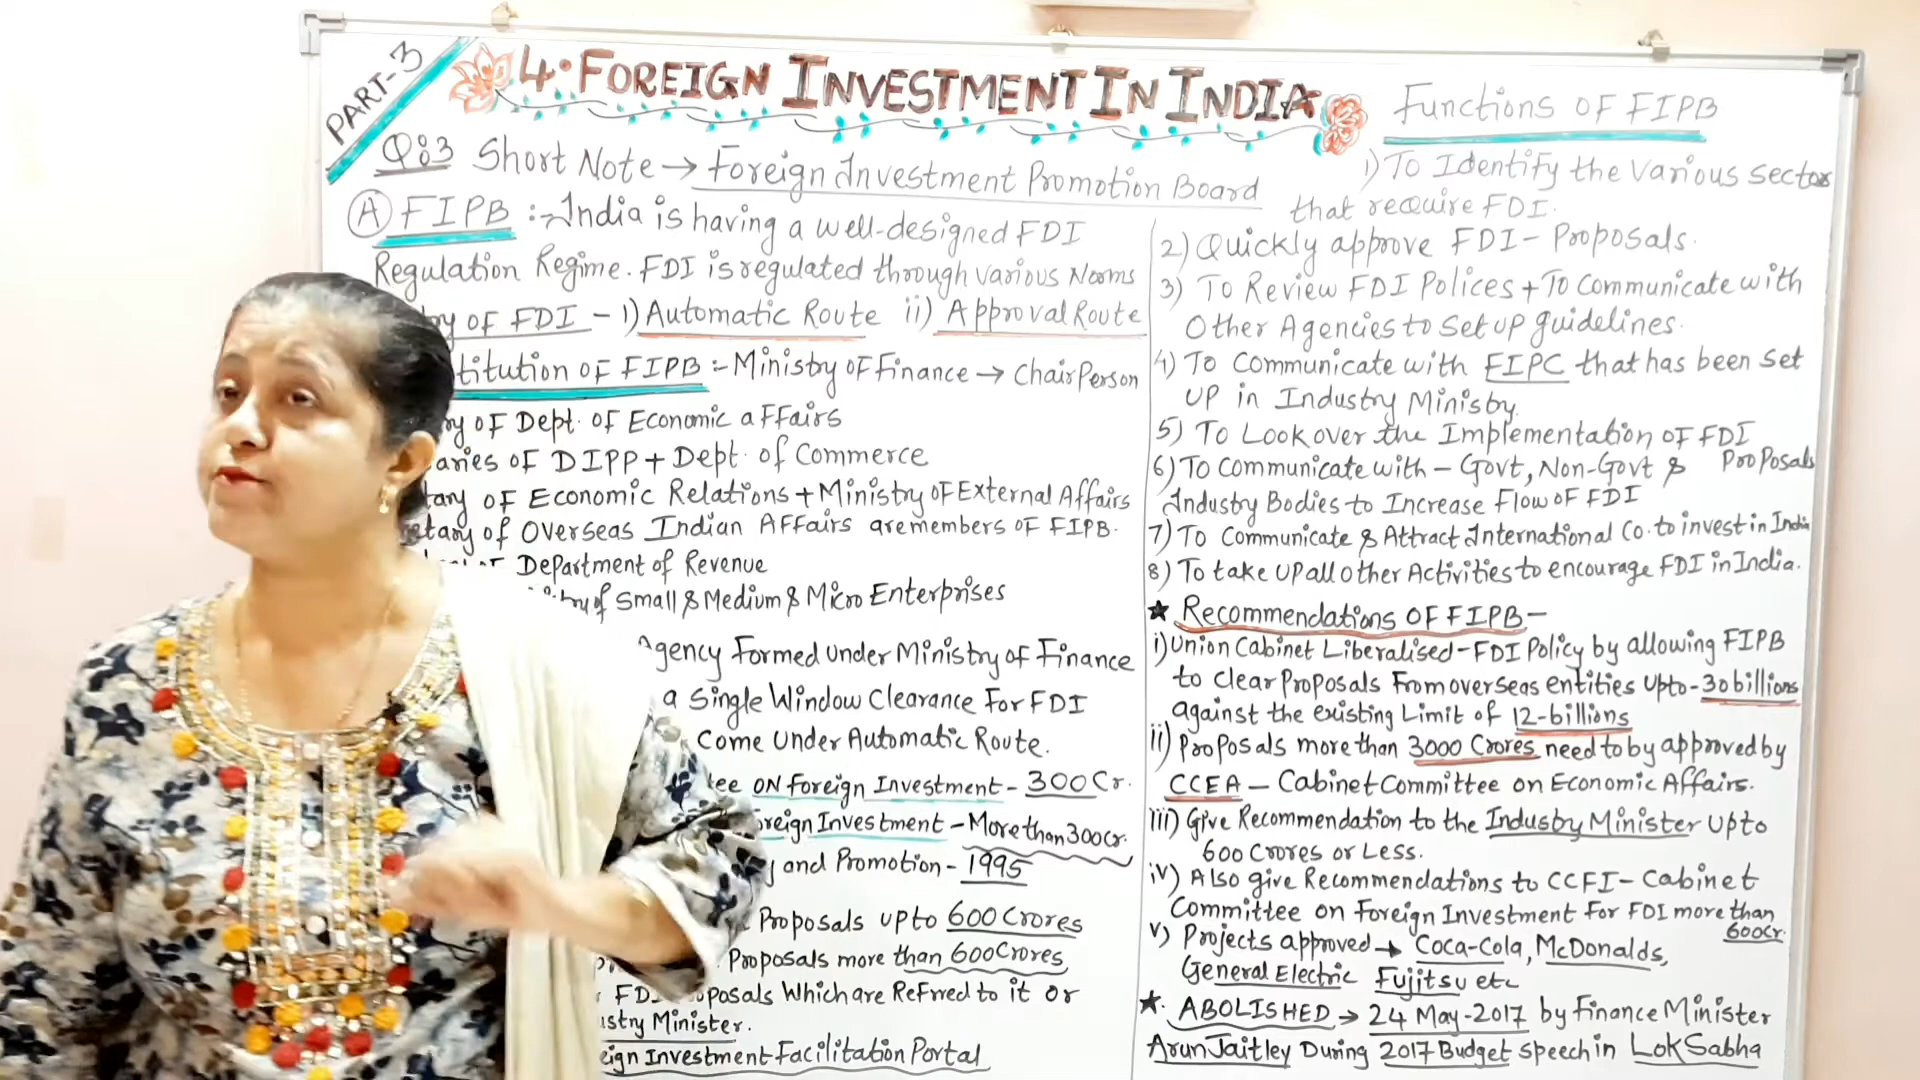 PART-3
4. FOREIGN INVESTMENT IN INDIA
Q:3 Short Note → Foreign Investment Promotion Board
(A) FIPB :→ India is having a well-designed FDI
Regulation Regime. FDI is regulated through various Norms
OF FDI - i) Automatic Route ii) Approval Route
titution OF FIPB :- Ministry OF Finance → ChairPerson
ry OF Dept. of Economic aFFairs
aries OF DIPP + Dept. of Commerce
tary OF Economic Relations + Ministry OF External Affairs
etary of Overseas Indian AFFairs are members OF FIPB.
Department of Revenue
try of Small & Medium & Micro Enterprises
Agency Formed under Ministry of Finance
a Single Window Clearance For FDI
Come Under Automatic Route.
ee ON Foreign Investment - 300 Cr.
oreign Investment - More than 300 Cr.
y and Promotion - 1995
Proposals upto 600 Crores
Proposals more than 600 Crores
FDI oposals Which are ReFrred to it or
ustry Minister.
eign Investment Facilitation Portal
Functions OF FIPB
1) To Identify the Various Sector
that require FDI.
2) Quickly approve FDI - Proposals.
3) To Review FDI Polices + To Communicate with
Other Agencies to Set up guidelines.
4) To Communicate with FIPC that has been Set
UP in Industry Ministry.
5) To Look over the Implementation OF FDI
Proposals
6) To Communicate with - Govt, Non-Govt &
Industry Bodies to Increase Flow OF FDI
7) To Communicate & Attract International Co. to invest in India
8) To take UP all other Activities to encourage FDI in India.
★ Recommendations OF FIPB -
i) Union Cabinet Liberalised - FDI Policy by allowing FIPB
to clear Proposals From overseas entities upto - 30 billions
against the existing Limit of 12-billions
ii) Proposals more than 3000 Crores need to by approved by
CCEA - Cabinet Committee on Economic Affairs.
iii) Give Recommendation to the Industry Minister upto
600 Crores or Less.
iv) Also give Recommendations to CCFI - Cabinet
Committee on Foreign Investment For FDI more than
600 Cr.
v) Projects approved → Coca-Cola, McDonalds,
General Electric Fujitsu etc
★. ABOLISHED → 24 May-2017 by Finance Minister
Arun Jaitley During 2017 Budget Speech in Lok Sabha